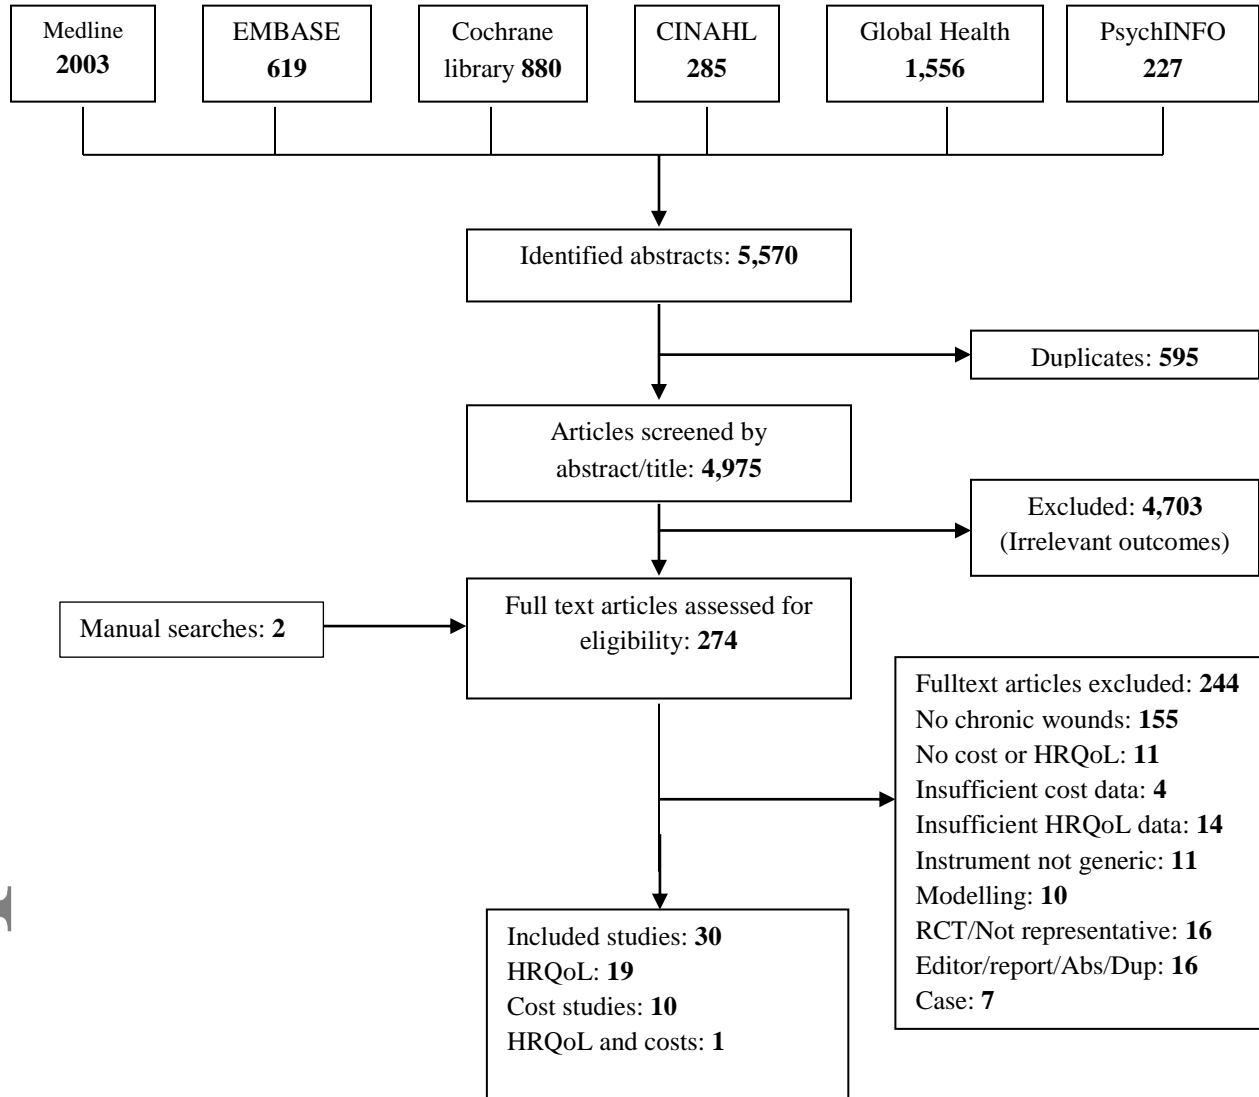 Medline
2003
EMBASE
619
Cochrane
library 880
CINAHL
285
Global Health
1,556
PsychINFO
227
Identified abstracts: 5,570
Duplicates: 595
Articles screened by
abstract/title: 4,975
Excluded: 4,703
(Irrelevant outcomes)
Manual searches: 2
Full text articles assessed for
eligibility: 274
Fulltext articles excluded: 244
No chronic wounds: 155
No cost or HRQoL: 11
Insufficient cost data: 4
Insufficient HRQoL data: 14
Instrument not generic: 11
Modelling: 10
RCT/Not representative: 16
Editor/report/Abs/Dup: 16
Case: 7
Included studies: 30
HRQoL: 19
Cost studies: 10
HRQoL and costs: 1